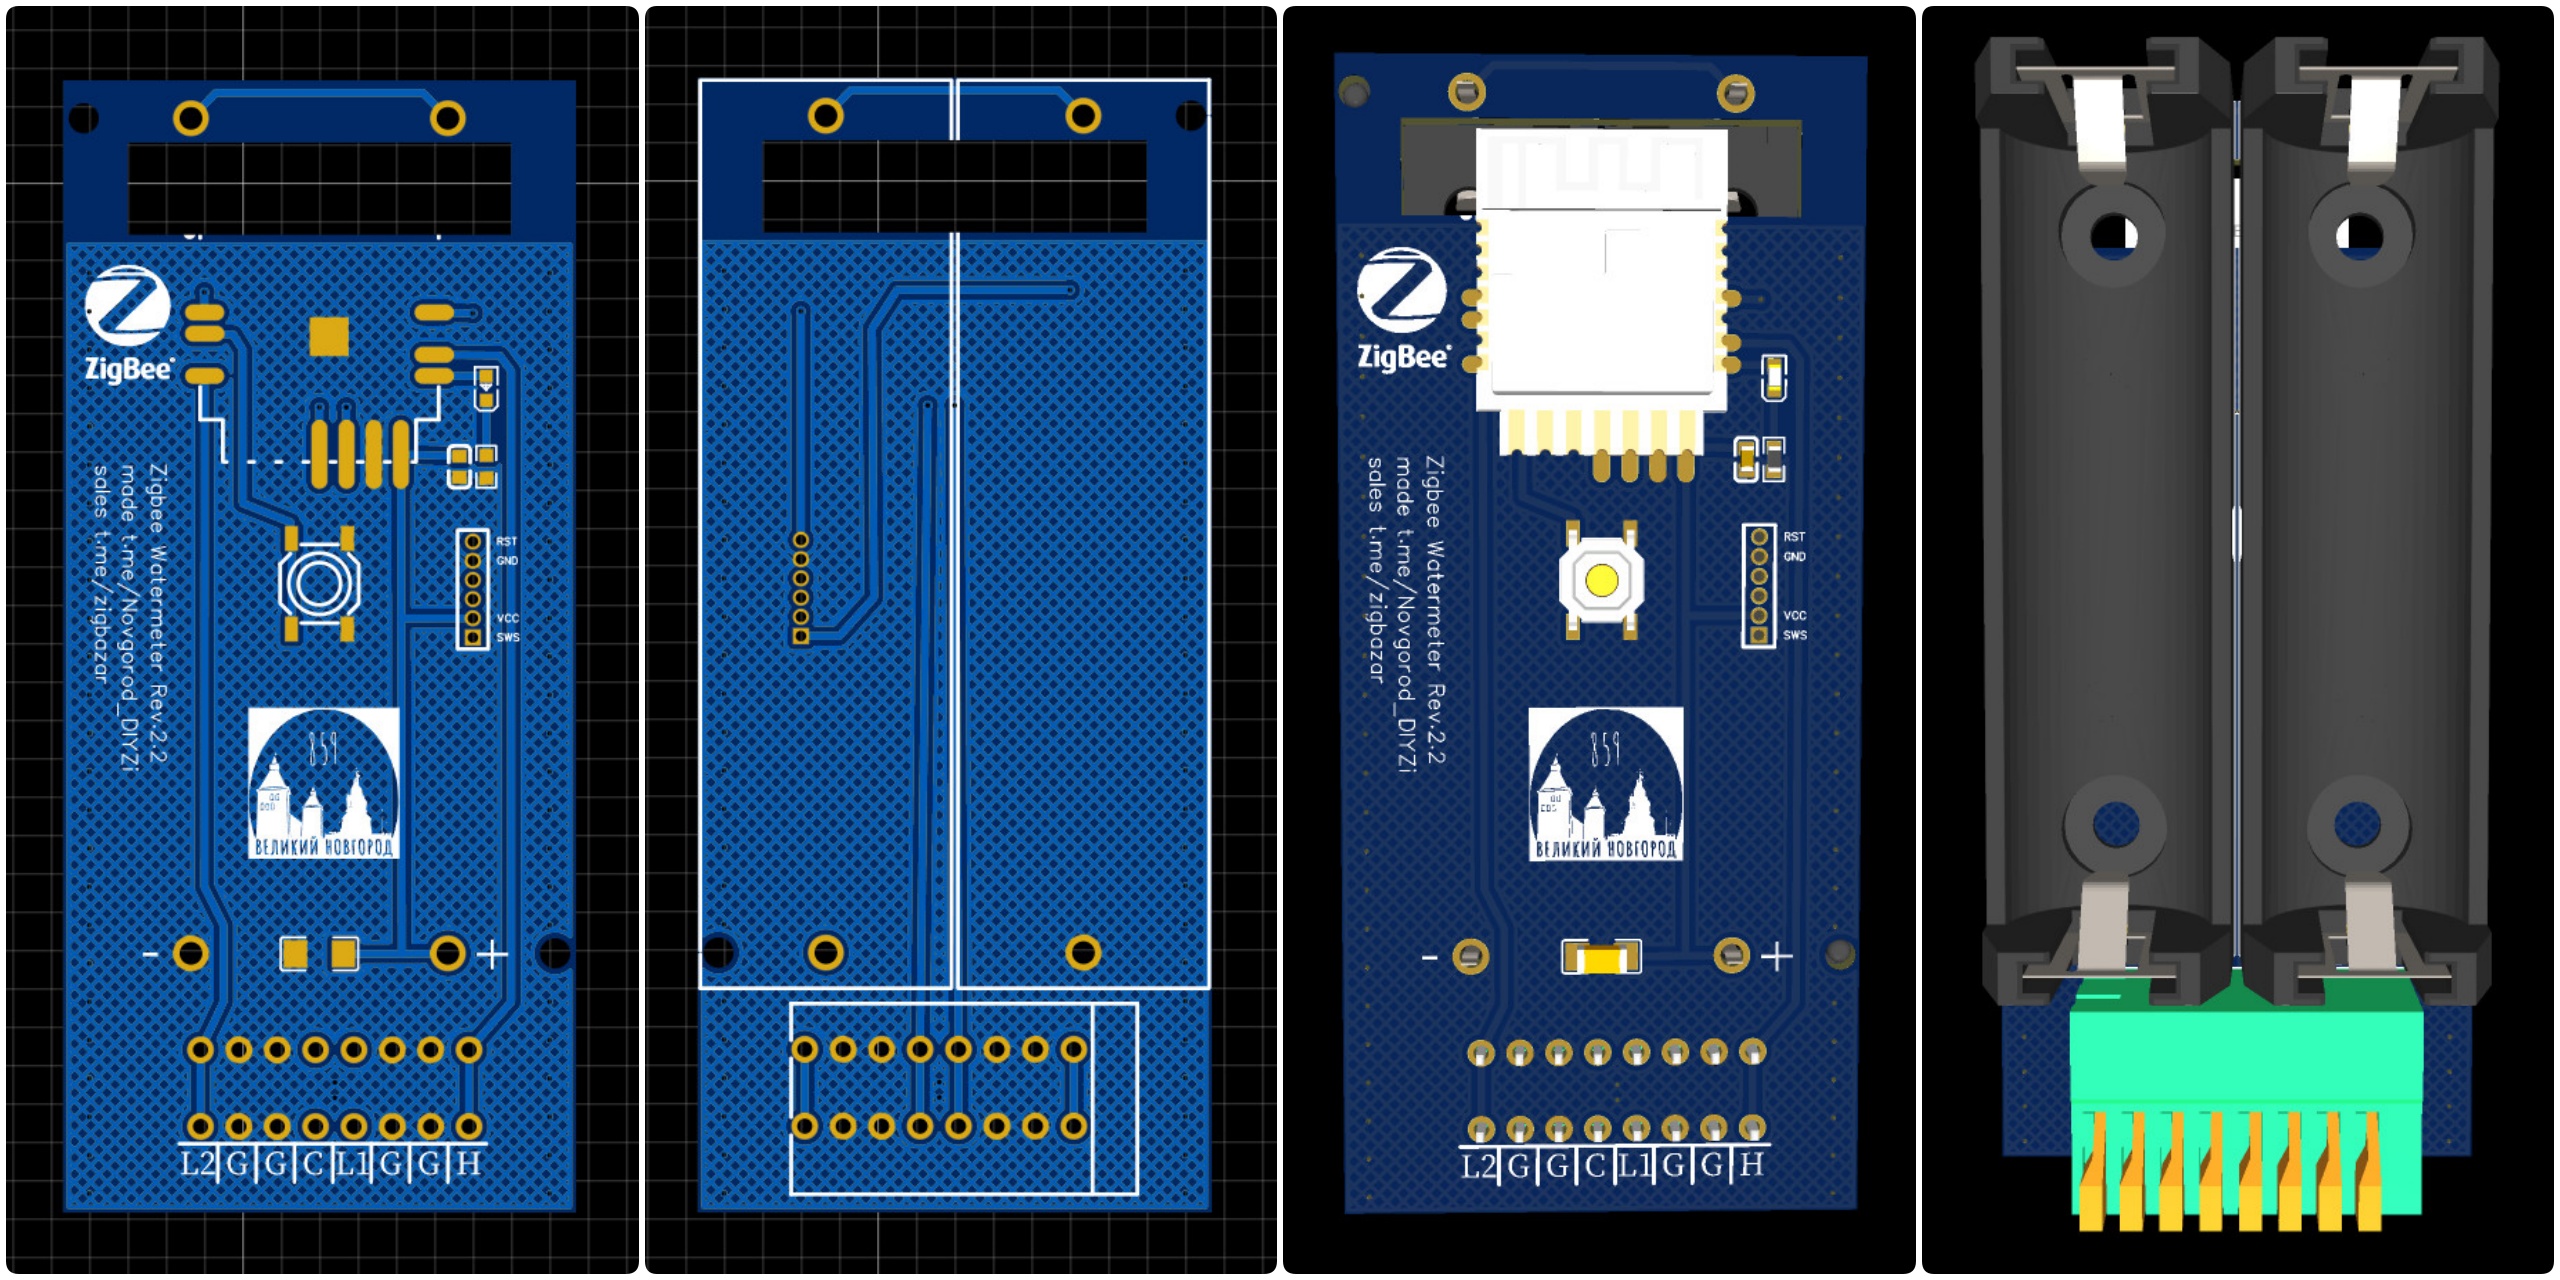 ZigBee
Zigbee Watermeter Rev.2.2
made t.me/Novgorod_DIYZi
sales t.me/zigbazar
RST
GND
VCC
SWS
859
ВЕЛИКИЙ НОВГОРОД
- +
L2 G G C L1 G G H
ZigBee
Zigbee Watermeter Rev.2.2
made t.me/Novgorod_DIYZi
sales t.me/zigbazar
RST
GND
VCC
SWS
859
ВЕЛИКИЙ НОВГОРОД
- +
L2 G G C L1 G G H